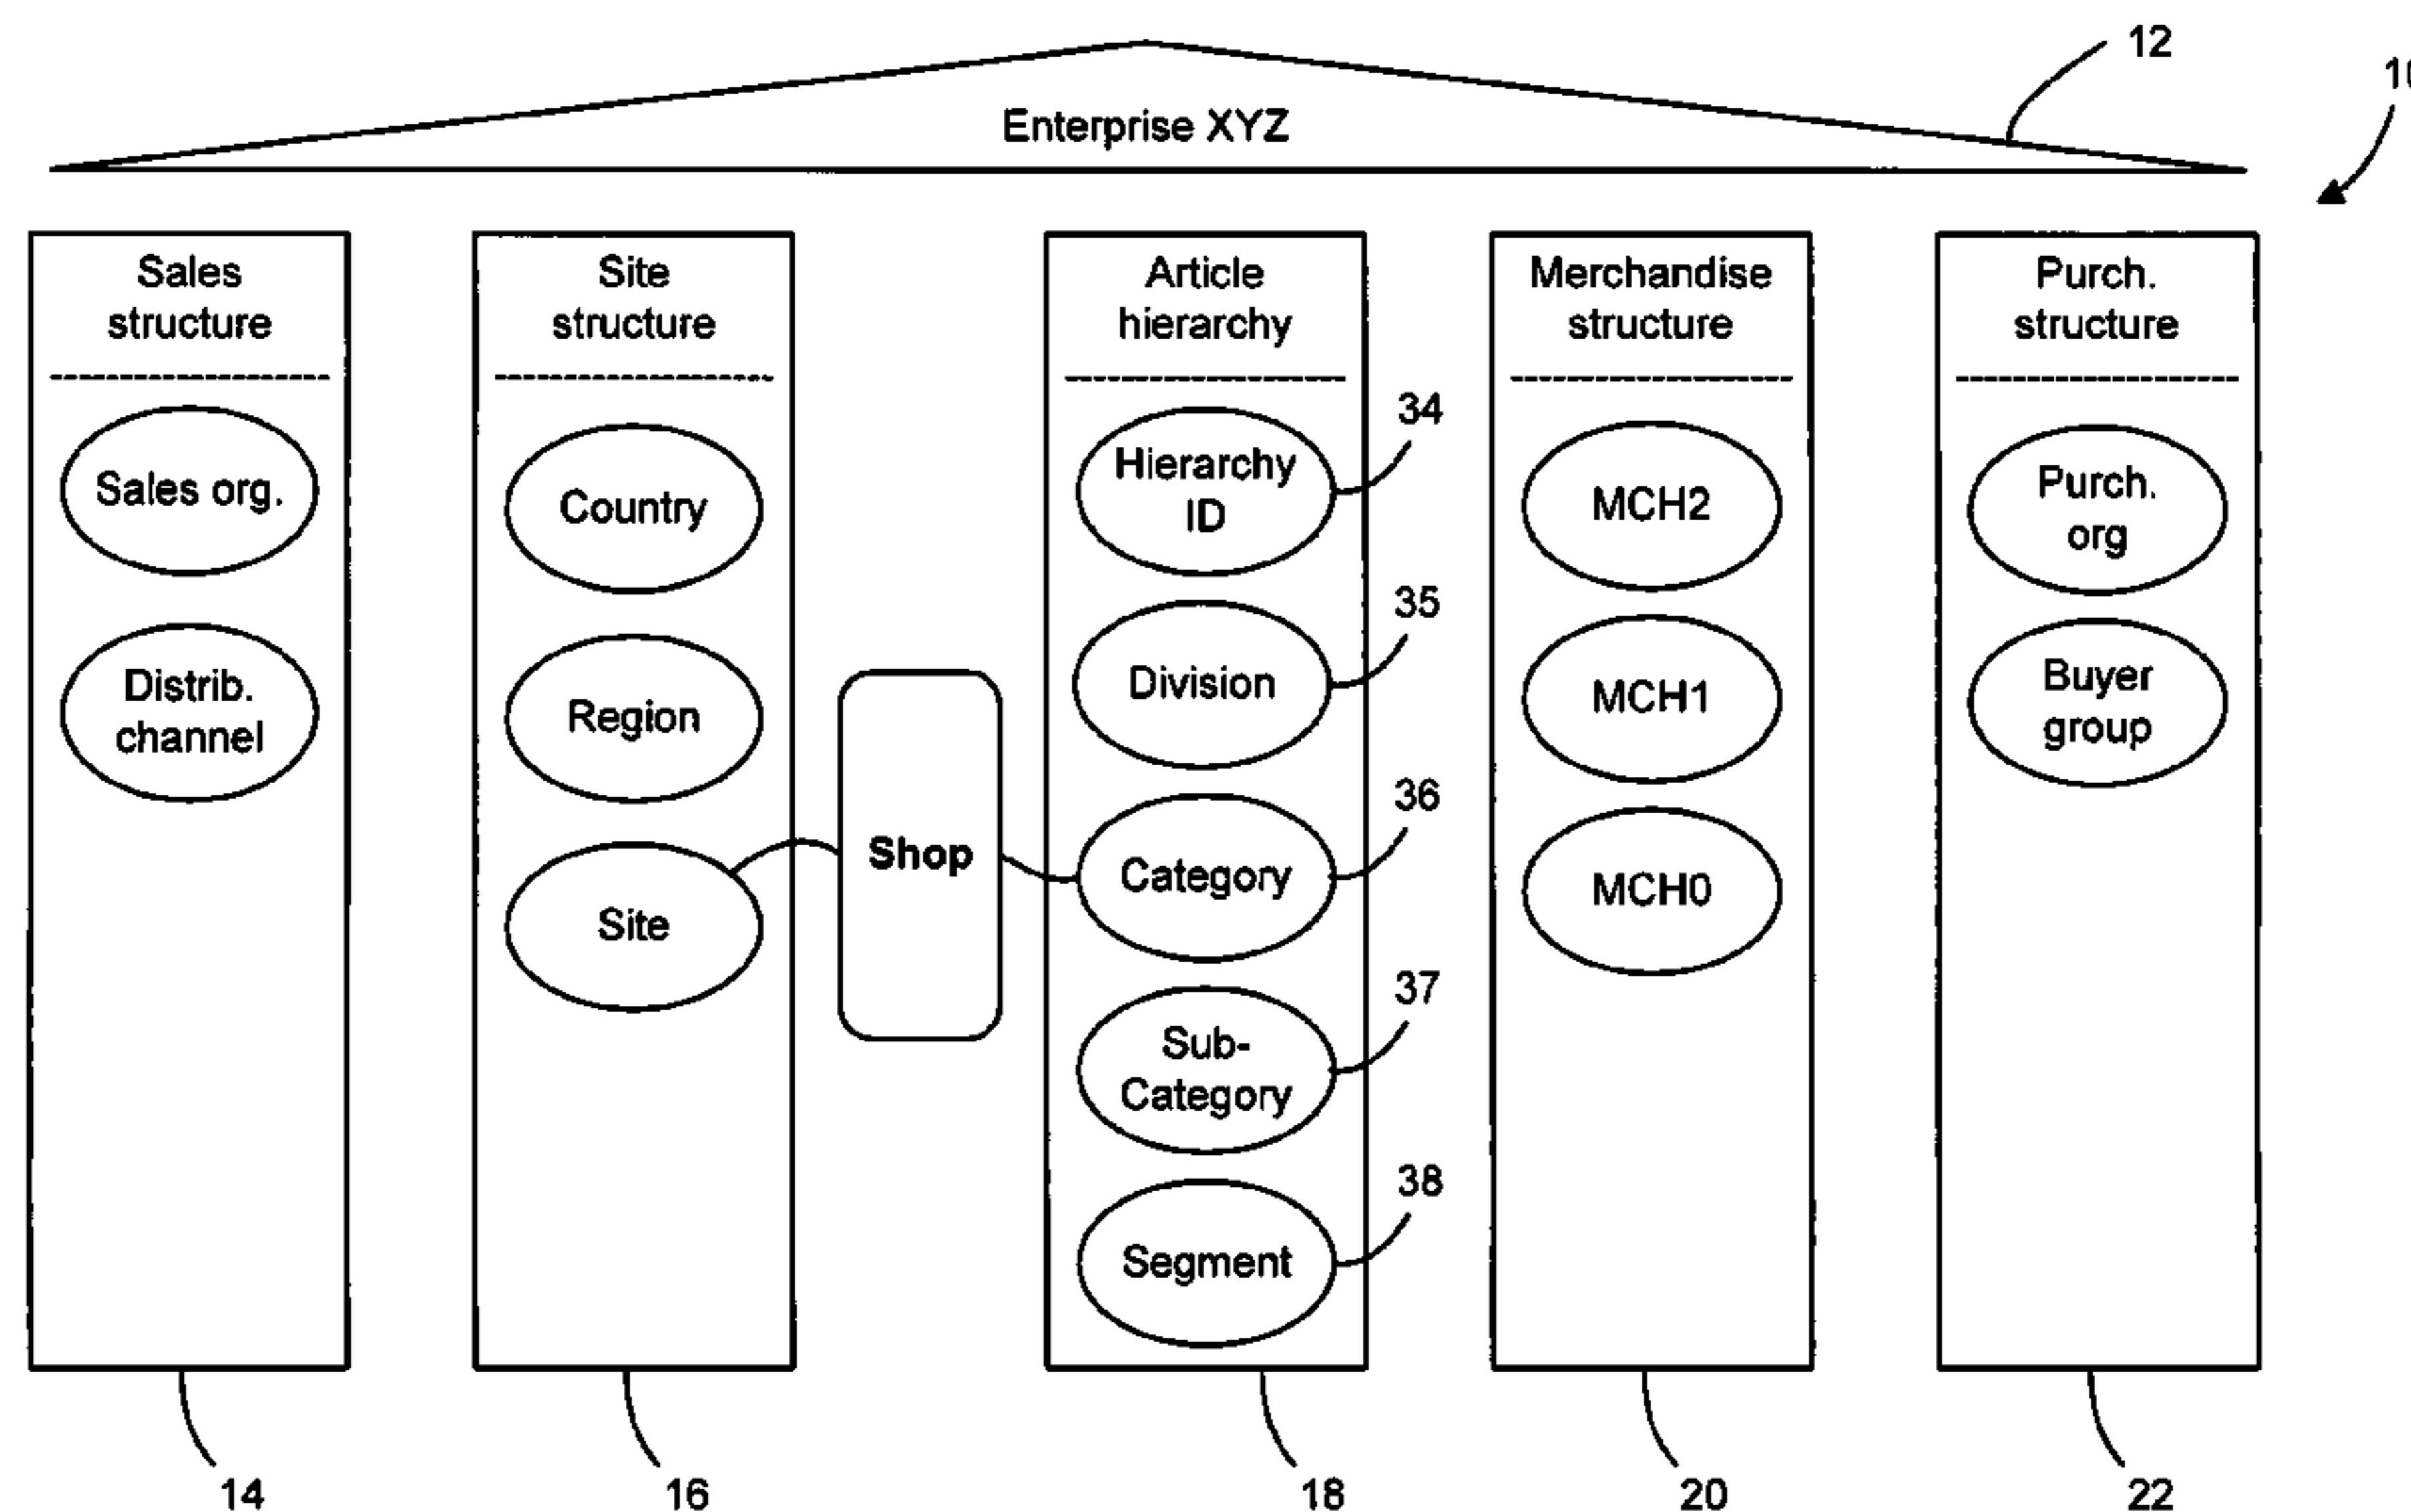 12
10
Enterprise XYZ
Sales
structure
Sales org.
Distrib.
channel
14
Site
structure
Country
Region
Site
16
Shop
Article
hierarchy
Hierarchy
ID
34
Division
35
Category
36
Sub-
Category
37
Segment
38
18
Merchandise
structure
MCH2
MCH1
MCH0
20
Purch.
structure
Purch.
org
Buyer
group
22